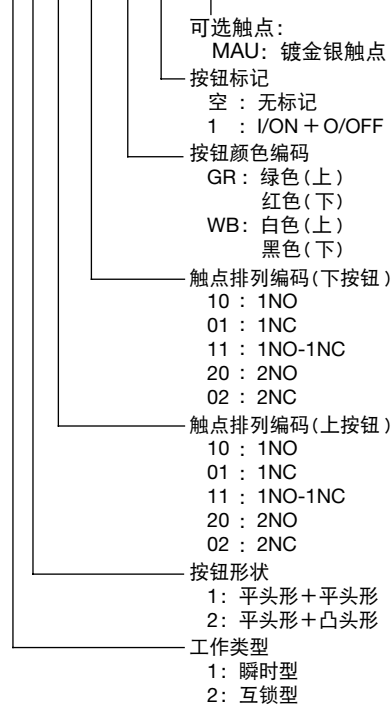 可选触点：
MAU： 镀金银触点
按钮标记
空 ： 无标记
1 ： I/ON＋O/OFF
按钮颜色编码
GR： 绿色（上）
红色（下）
WB： 白色（上）
黑色（下）
触点排列编码（下按钮）
10 ： 1NO
01 ： 1NC
11 ： 1NO-1NC
20 ： 2NO
02 ： 2NC
触点排列编码（上按钮）
10 ： 1NO
01 ： 1NC
11 ： 1NO-1NC
20 ： 2NO
02 ： 2NC
按钮形状
1： 平头形＋平头形
2： 平头形＋凸头形
工作类型
1： 瞬时型
2： 互锁型